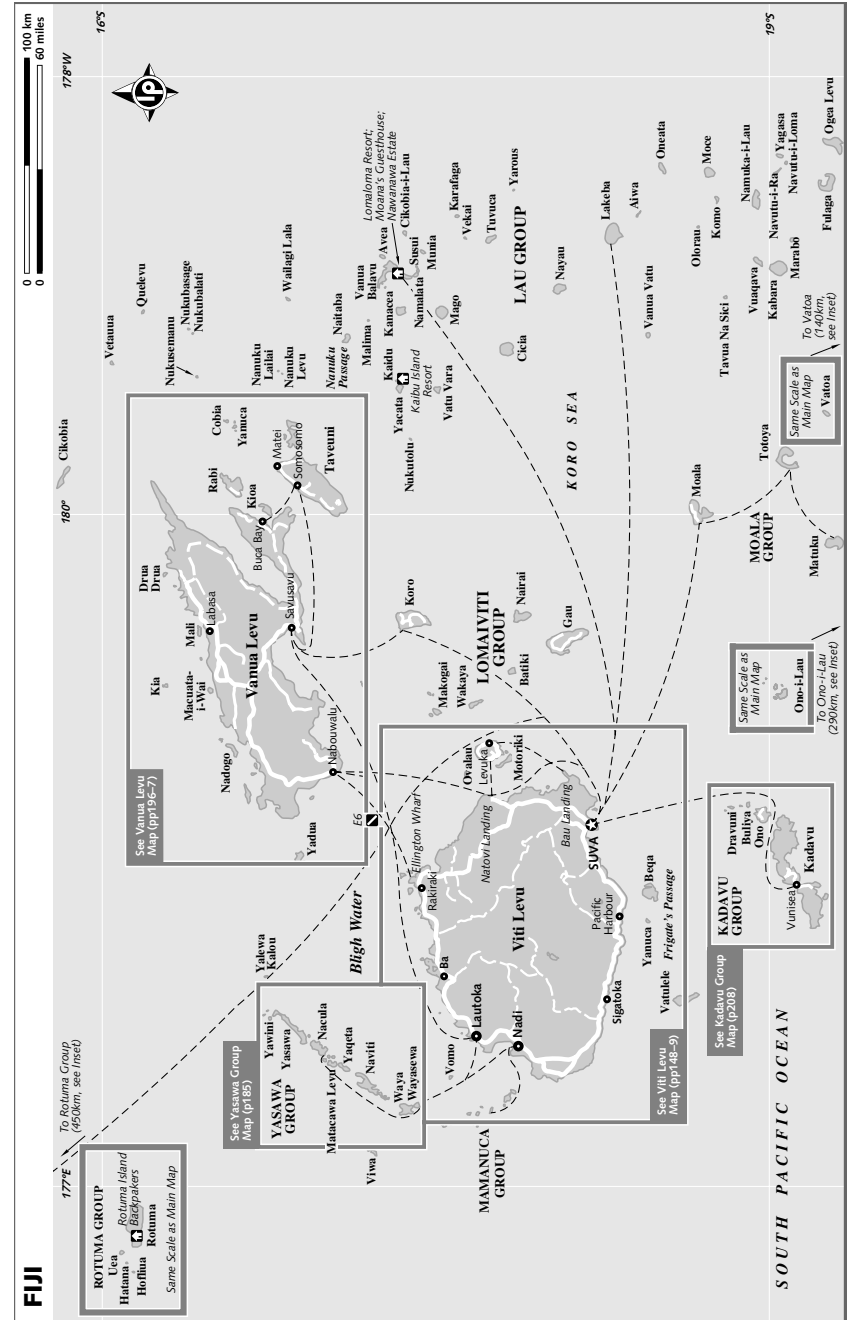 FIJI
0
100 km
0
60 miles
177°E
180°
178°W
16°S
19°S
To Rotuma Group
(450km, see Inset)
ROTUMA GROUP
Uea
Hatana
Hofliua
Rotuma Island
Backpakers
Rotuma
Same Scale as Main Map
Cikobia
Vetauua
Quelevu
Nukusemanu
Nukubasage
Nukubalati
Wailagi Lala
Nanuku
Lailai
Nanuku
Levu
Nanuku
Passage
Naitaba
See Vanua Levu
Map (pp196–7)
Kia
Mali
Drua
Drua
Macuata-
i-Wai
Labasa
Nadogo
Vanua Levu
Nabouwalu
Savusavu
Buca Bay
Kioa
Rabi
Cobia
Yanuca
Matei
Somosomo
Taveuni
Yadua
E6
Yalewa
Kalou
Bligh Water
See Yasawa Group
Map (p185)
YASAWA
GROUP
Yawini
Yasawa
Nacula
Matacawa Levu
Yaqeta
Naviti
Waya
Wayasewa
Viwa
Vomo
MAMANUCA
GROUP
Ellington Wharf
Rakiraki
Ba
Lautoka
Nadi
Viti Levu
Natovi Landing
Bau Landing
SUVA
Pacific
Harbour
Sigatoka
Ovalau
Levuka
Motoriki
Yanuca
Beqa
Frigate's Passage
Vatulele
See Viti Levu
Map (pp148–9)
Koro
Makogai
Wakaya
LOMAIVITI
GROUP
Batiki
Nairai
Gau
Malima
Vanua
Balavu
Avea
Lomaloma Resort;
Moana's Guesthouse;
Nawanawa Estate
Cikobia-i-Lau
Susui
Munia
Namalata
Kanacea
Kaidu
Yacata
Kaibu Island
Resort
Vatu Vara
Mago
Nukutolu
Karafaga
Vekai
Tuvuca
Yarous
LAU GROUP
Cicia
Nayau
KORO SEA
Lakeba
Aiwa
Oneata
Vanua Vatu
Olorau
Komo
Moce
Tavua Na Sici
Namuka-i-Lau
Vuaqava
Navutu-i-Ra
Yagasa
Navutu-i-Loma
Kabara
Marabó
Fulaga
Ogea Levu
Moala
MOALA
GROUP
Totoya
Matuku
To Vatoa
(140km,
see Inset)
Same Scale as
Main Map
Vatoa
Same Scale as
Main Map
Ono-i-Lau
To Ono-i-Lau
(290km, see Inset)
KADAVU
GROUP
Dravuni
Buliya
Ono
Vunisea
Kadavu
See Kadavu Group
Map (p208)
SOUTH PACIFIC OCEAN
lp